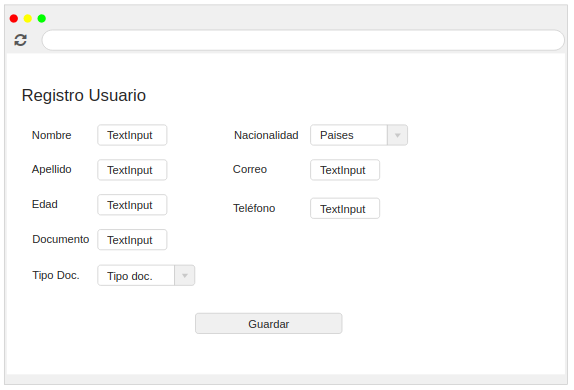 Registro Usuario
Nombre TextInput Nacionalidad Paises
Apellido TextInput Correo TextInput
Edad TextInput Teléfono TextInput
Documento TextInput
Tipo Doc. Tipo doc.
Guardar